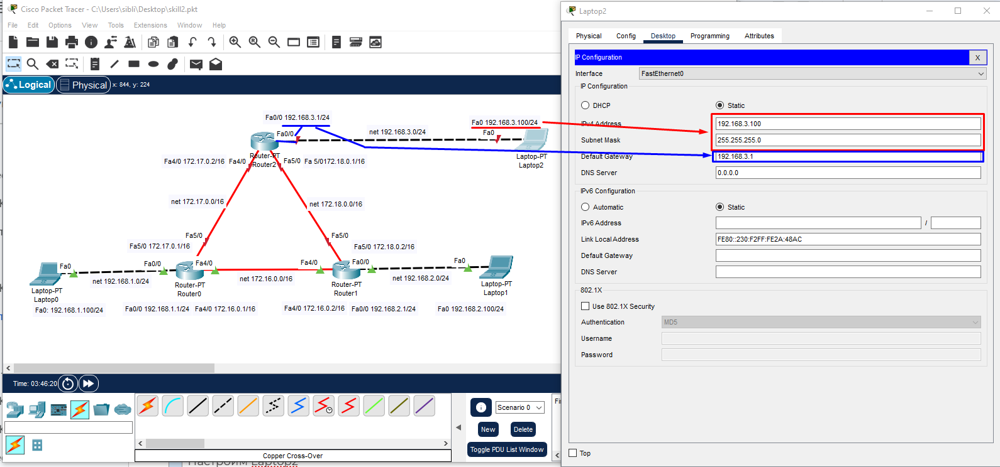 Cisco Packet Tracer - C:\Users\sibli\Desktop\skill2.pkt
File Edit Options View Tools Extensions Window Help
Logical Physical x: 844, y: 224
Fa0/0 192.168.3.1/24
Fa0 192.168.3.100/24
Fa0/0
net 192.168.3.0/24
Fa0
Router-PT
Router2
Laptop-PT
Laptop2
Fa4/0 172.17.0.2/16 Fa4/0
Fa5/0 Fa 5/0172.18.0.1/16
net 172.17.0.0/16
net 172.18.0.0/16
Fa5/0
Fa5/0
Fa5/0 172.17.0.1/16
Fa5/0 172.18.0.2/16
Fa0
Fa0/0
Fa4/0
Fa4/0
Fa0/0
Fa0
net 192.168.1.0/24
net 172.16.0.0/16
net 192.168.2.0/24
Laptop-PT
Laptop0
Router-PT
Router0
Router-PT
Router1
Laptop-PT
Laptop1
Fa0: 192.168.1.100/24
Fa0/0 192.168.1.1/24
Fa4/0 172.16.0.1/16
Fa4/0 172.16.0.2/16
Fa0/0 192.168.2.1/24
Fa0 192.168.2.100/24
Time: 03:46:20
Scenario 0
New
Delete
Toggle PDU List Window
Copper Cross-Over
Настроим Laptop2
Laptop2
Physical Config Desktop Programming Attributes
IP Configuration X
Interface FastEthernet0
IP Configuration
DHCP Static
IPv4 Address 192.168.3.100
Subnet Mask 255.255.255.0
Default Gateway 192.168.3.1
DNS Server 0.0.0.0
IPv6 Configuration
Automatic Static
IPv6 Address /
Link Local Address FE80::230:F2FF:FE2A:48AC
Default Gateway
DNS Server
802.1X
Use 802.1X Security
Authentication MD5
Username
Password
Top